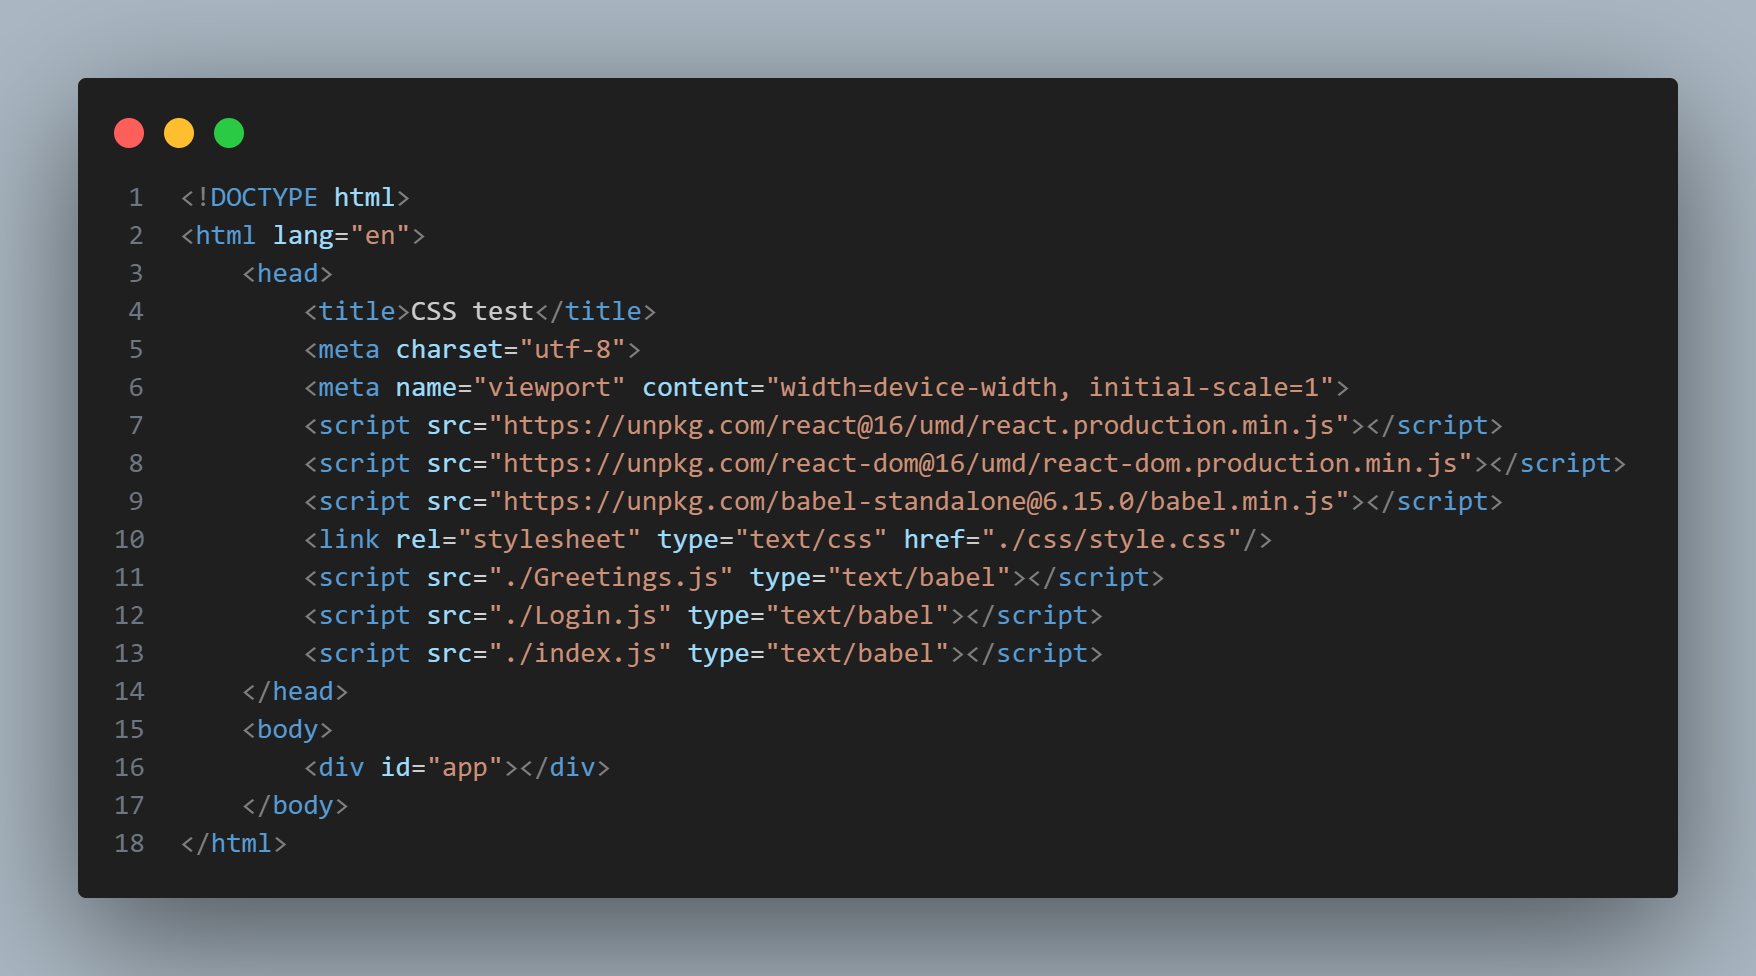 1 <!DOCTYPE html>
2 <html lang="en">
3     <head>
4         <title>CSS test</title>
5         <meta charset="utf-8">
6         <meta name="viewport" content="width=device-width, initial-scale=1">
7         <script src="https://unpkg.com/react@16/umd/react.production.min.js"></script>
8         <script src="https://unpkg.com/react-dom@16/umd/react-dom.production.min.js"></script>
9         <script src="https://unpkg.com/babel-standalone@6.15.0/babel.min.js"></script>
10         <link rel="stylesheet" type="text/css" href="./css/style.css"/>
11         <script src="./Greetings.js" type="text/babel"></script>
12         <script src="./Login.js" type="text/babel"></script>
13         <script src="./index.js" type="text/babel"></script>
14     </head>
15     <body>
16         <div id="app"></div>
17     </body>
18 </html>